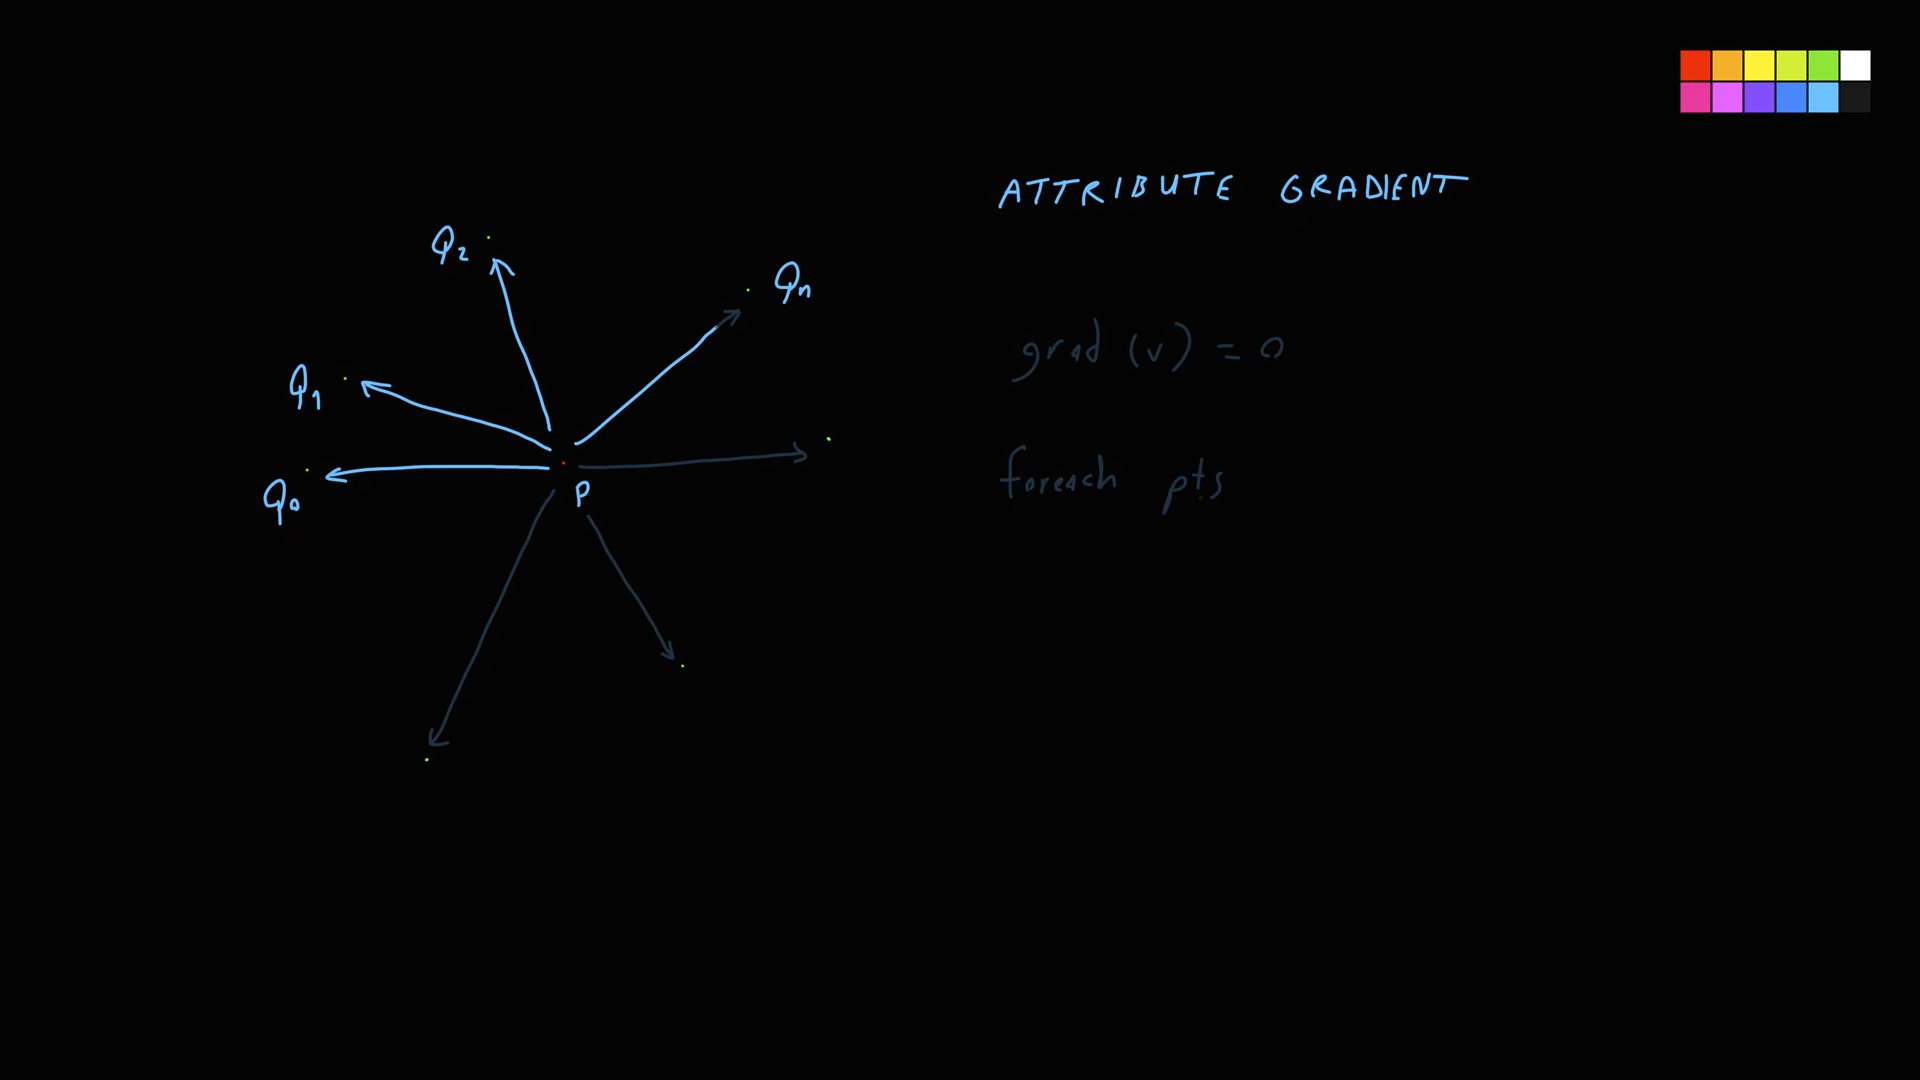 ATTRIBUTE GRADIENT
Q₂
Qₙ
grad (v) = 0
Q₁
foreach pts
Q₀
P